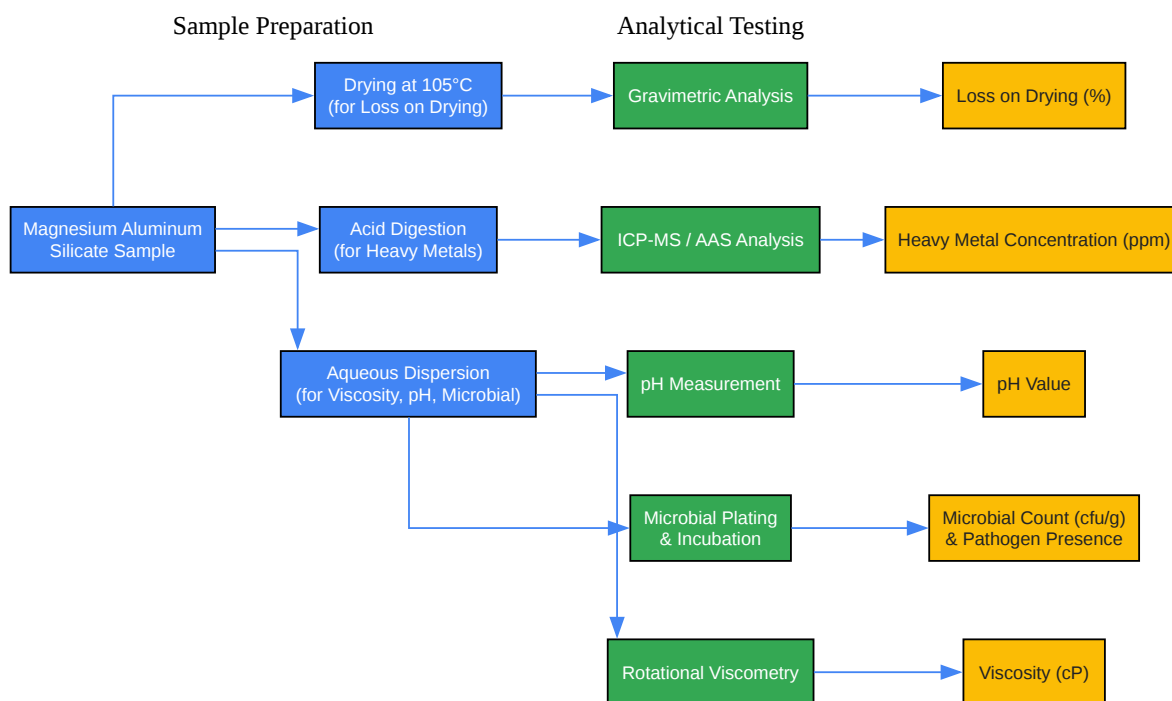 Sample Preparation
Analytical Testing
Drying at 105°C
(for Loss on Drying)
Gravimetric Analysis
Loss on Drying (%)
Magnesium Aluminum
Silicate Sample
Acid Digestion
(for Heavy Metals)
ICP-MS / AAS Analysis
Heavy Metal Concentration (ppm)
Aqueous Dispersion
(for Viscosity, pH, Microbial)
pH Measurement
pH Value
Microbial Plating
& Incubation
Microbial Count (cfu/g)
& Pathogen Presence
Rotational Viscometry
Viscosity (cP)